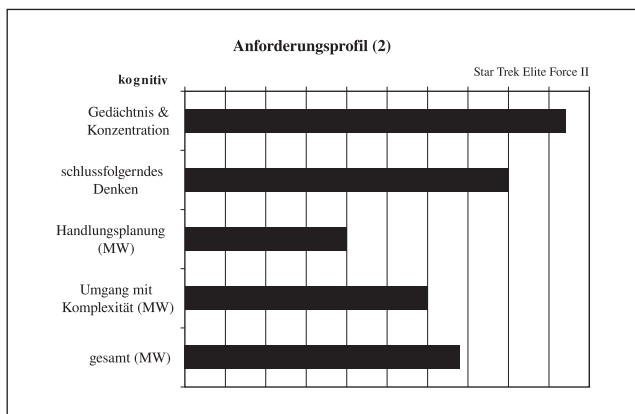 Anforderungsprofil (2)
Star Trek Elite Force II
kognitiv
Gedächtnis &
Konzentration
schlussfolgerndes
Denken
Handlungsplanung
(MW)
Umgang mit
Komplexität (MW)
gesamt (MW)